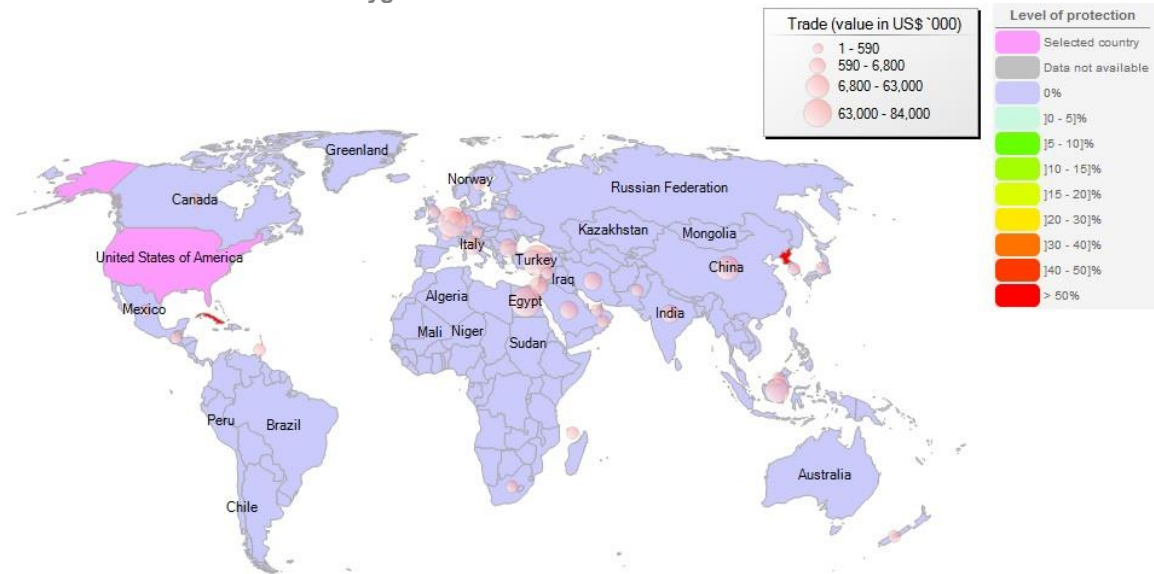 Trade (value in US$ `000)
1 - 590
590 - 6,800
6,800 - 63,000
63,000 - 84,000
Level of protection
Selected country
Data not available
0%
]0 - 5]%
]5 - 10]%
]10 - 15]%
]15 - 20]%
]20 - 30]%
]30 - 40]%
]40 - 50]%
> 50%
Greenland
Norway
Russian Federation
Canada
Kazakhstan
Mongolia
United States of America
Italy
Turkey
China
Iraq
Mexico
Algeria
Egypt
India
Mali
Niger
Sudan
Peru
Brazil
Australia
Chile